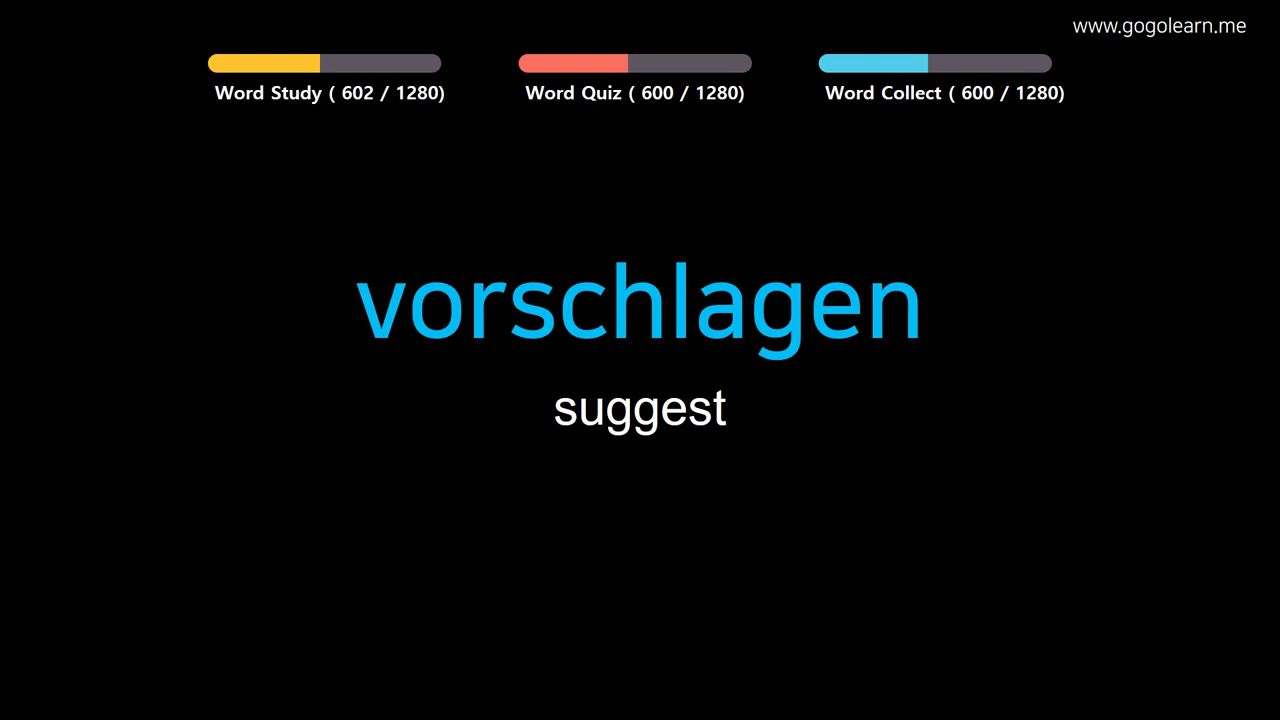 www.gogolearn.me
Word Study ( 602 / 1280)
Word Quiz ( 600 / 1280)
Word Collect ( 600 / 1280)
vorschlagen
suggest